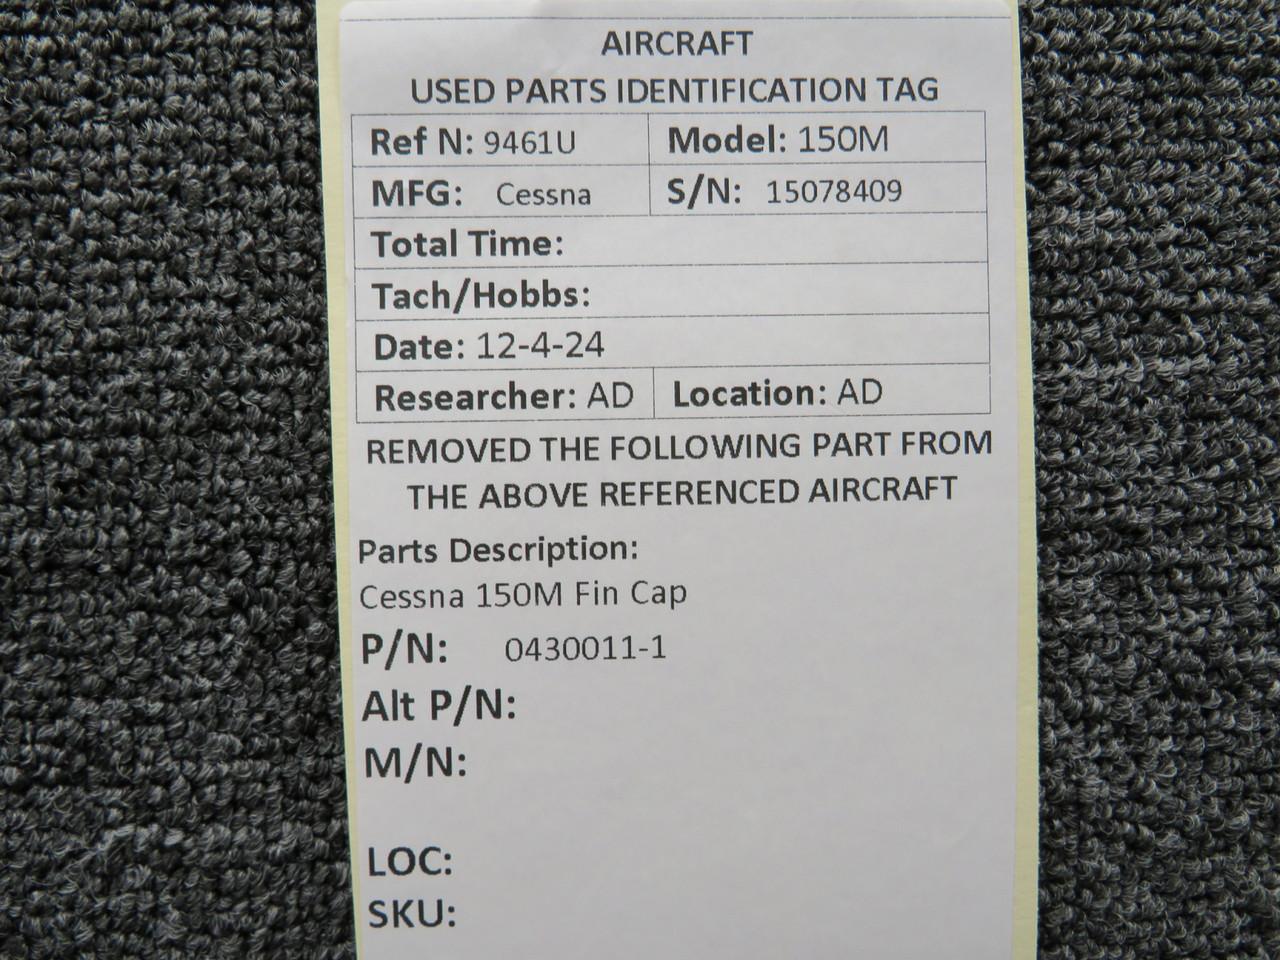 AIRCRAFT
USED PARTS IDENTIFICATION TAG
Ref N: 9461U Model: 150M
MFG: Cessna S/N: 15078409
Total Time:
Tach/Hobbs:
Date: 12-4-24
Researcher: AD Location: AD
REMOVED THE FOLLOWING PART FROM
THE ABOVE REFERENCED AIRCRAFT
Parts Description:
Cessna 150M Fin Cap
P/N: 0430011-1
Alt P/N:
M/N:
LOC:
SKU: